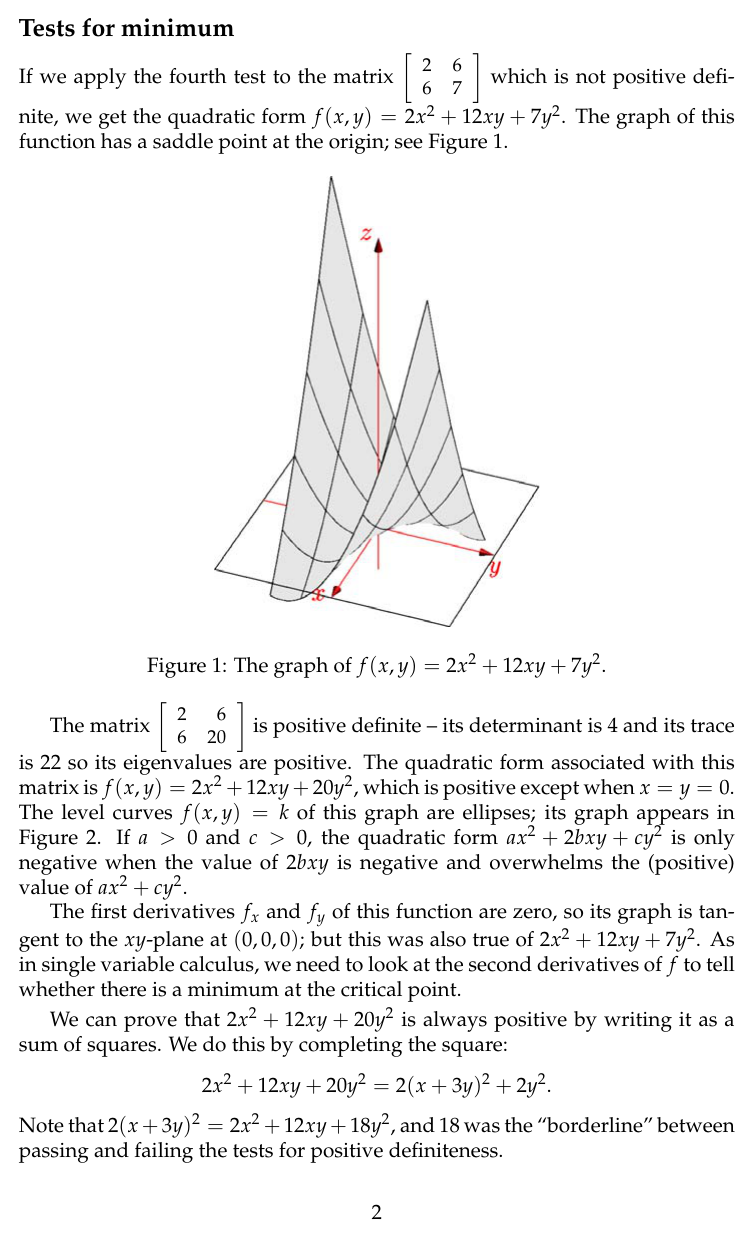 Tests for minimum
If we apply the fourth test to the matrix [ 2 6 ; 6 7 ] which is not positive defi-
nite, we get the quadratic form f(x, y) = 2x² + 12xy + 7y². The graph of this
function has a saddle point at the origin; see Figure 1.
z
y
x
Figure 1: The graph of f(x, y) = 2x² + 12xy + 7y².
The matrix [ 2 6 ; 6 20 ] is positive definite – its determinant is 4 and its trace
is 22 so its eigenvalues are positive. The quadratic form associated with this
matrix is f(x, y) = 2x² + 12xy + 20y², which is positive except when x = y = 0.
The level curves f(x, y) = k of this graph are ellipses; its graph appears in
Figure 2. If a > 0 and c > 0, the quadratic form ax² + 2bxy + cy² is only
negative when the value of 2bxy is negative and overwhelms the (positive)
value of ax² + cy².
The first derivatives fₓ and f_y of this function are zero, so its graph is tan-
gent to the xy-plane at (0, 0, 0); but this was also true of 2x² + 12xy + 7y². As
in single variable calculus, we need to look at the second derivatives of f to tell
whether there is a minimum at the critical point.
We can prove that 2x² + 12xy + 20y² is always positive by writing it as a
sum of squares. We do this by completing the square:
2x² + 12xy + 20y² = 2(x + 3y)² + 2y².
Note that 2(x + 3y)² = 2x² + 12xy + 18y², and 18 was the “borderline” between
passing and failing the tests for positive definiteness.
2